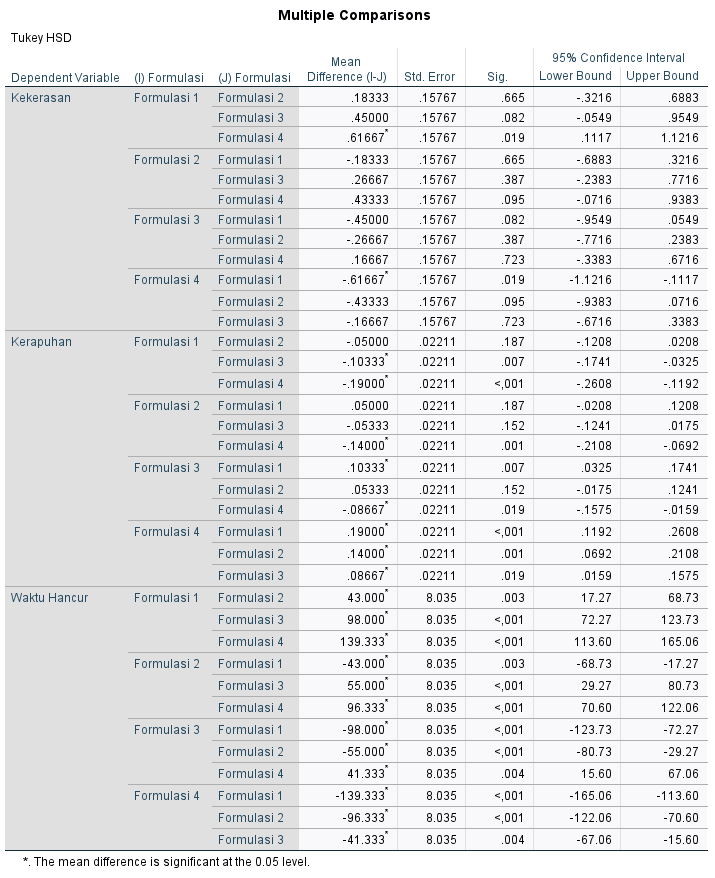 Multiple Comparisons
Tukey HSD
Mean 95% Confidence Interval
Dependent Variable (I) Formulasi (J) Formulasi Difference (I-J) Std. Error Sig. Lower Bound Upper Bound
Kekerasan Formulasi 1 Formulasi 2 .18333 .15767 .665 -.3216 .6883
Formulasi 3 .45000 .15767 .082 -.0549 .9549
Formulasi 4 .61667* .15767 .019 .1117 1.1216
Formulasi 2 Formulasi 1 -.18333 .15767 .665 -.6883 .3216
Formulasi 3 .26667 .15767 .387 -.2383 .7716
Formulasi 4 .43333 .15767 .095 -.0716 .9383
Formulasi 3 Formulasi 1 -.45000 .15767 .082 -.9549 .0549
Formulasi 2 -.26667 .15767 .387 -.7716 .2383
Formulasi 4 .16667 .15767 .723 -.3383 .6716
Formulasi 4 Formulasi 1 -.61667* .15767 .019 -1.1216 -.1117
Formulasi 2 -.43333 .15767 .095 -.9383 .0716
Formulasi 3 -.16667 .15767 .723 -.6716 .3383
Kerapuhan Formulasi 1 Formulasi 2 -.05000 .02211 .187 -.1208 .0208
Formulasi 3 -.10333* .02211 .007 -.1741 -.0325
Formulasi 4 -.19000* .02211 <,001 -.2608 -.1192
Formulasi 2 Formulasi 1 .05000 .02211 .187 -.0208 .1208
Formulasi 3 -.05333 .02211 .152 -.1241 .0175
Formulasi 4 -.14000* .02211 .001 -.2108 -.0692
Formulasi 3 Formulasi 1 .10333* .02211 .007 .0325 .1741
Formulasi 2 .05333 .02211 .152 -.0175 .1241
Formulasi 4 -.08667* .02211 .019 -.1575 -.0159
Formulasi 4 Formulasi 1 .19000* .02211 <,001 .1192 .2608
Formulasi 2 .14000* .02211 .001 .0692 .2108
Formulasi 3 .08667* .02211 .019 .0159 .1575
Waktu Hancur Formulasi 1 Formulasi 2 43.000* 8.035 .003 17.27 68.73
Formulasi 3 98.000* 8.035 <,001 72.27 123.73
Formulasi 4 139.333* 8.035 <,001 113.60 165.06
Formulasi 2 Formulasi 1 -43.000* 8.035 .003 -68.73 -17.27
Formulasi 3 55.000* 8.035 <,001 29.27 80.73
Formulasi 4 96.333* 8.035 <,001 70.60 122.06
Formulasi 3 Formulasi 1 -98.000* 8.035 <,001 -123.73 -72.27
Formulasi 2 -55.000* 8.035 <,001 -80.73 -29.27
Formulasi 4 41.333* 8.035 .004 15.60 67.06
Formulasi 4 Formulasi 1 -139.333* 8.035 <,001 -165.06 -113.60
Formulasi 2 -96.333* 8.035 <,001 -122.06 -70.60
Formulasi 3 -41.333* 8.035 .004 -67.06 -15.60
*. The mean difference is significant at the 0.05 level.